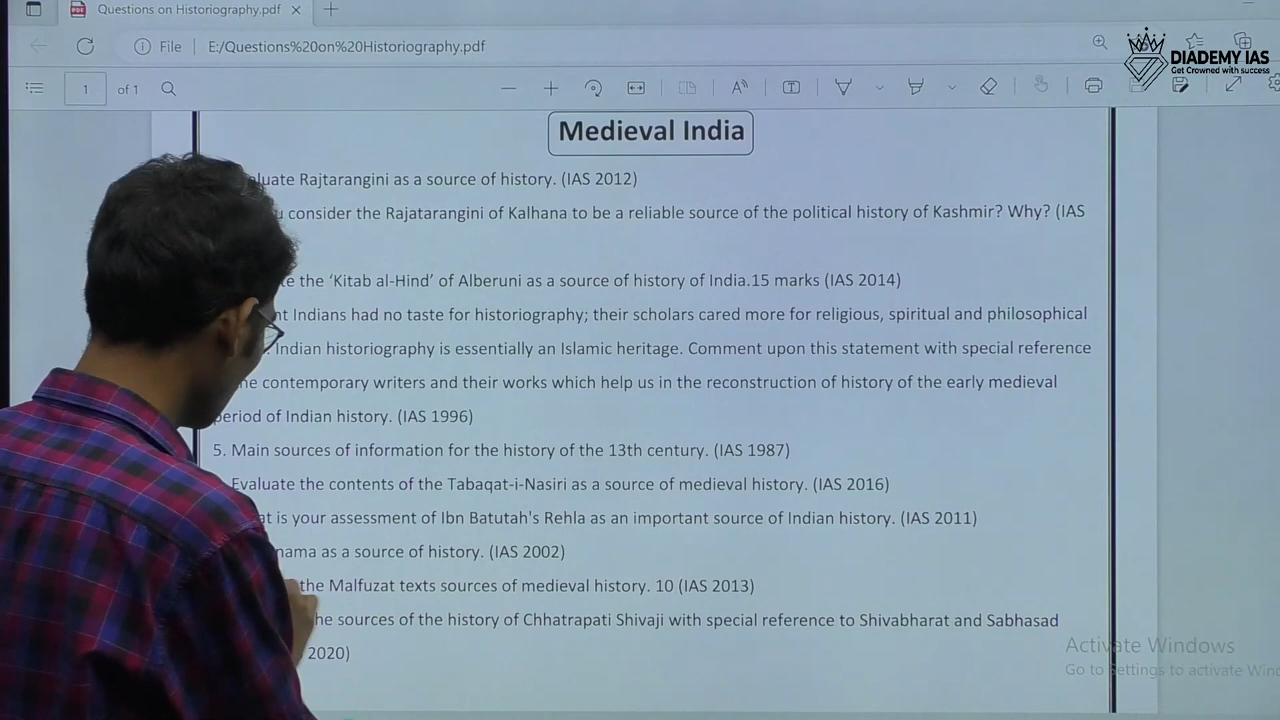 Questions on Historiography.pdf
File
E:/Questions%20on%20Historiography.pdf
DIADEMY IAS
Get Crowned with success
1 of 1
Medieval India
Rajtarangini as a source of history. (IAS 2012)
consider the Rajatarangini of Kalhana to be a reliable source of the political history of Kashmir? Why? (IAS
the ‘Kitab al-Hind’ of Alberuni as a source of history of India.15 marks (IAS 2014)
Indians had no taste for historiography; their scholars cared more for religious, spiritual and philosophical
Indian historiography is essentially an Islamic heritage. Comment upon this statement with special reference
contemporary writers and their works which help us in the reconstruction of history of the early medieval
period of Indian history. (IAS 1996)
5. Main sources of information for the history of the 13th century. (IAS 1987)
Evaluate the contents of the Tabaqat-i-Nasiri as a source of medieval history. (IAS 2016)
is your assessment of Ibn Batutah's Rehla as an important source of Indian history. (IAS 2011)
nama as a source of history. (IAS 2002)
the Malfuzat texts sources of medieval history. 10 (IAS 2013)
he sources of the history of Chhatrapati Shivaji with special reference to Shivabharat and Sabhasad
2020)
Activate Windows
Go to Settings to activate